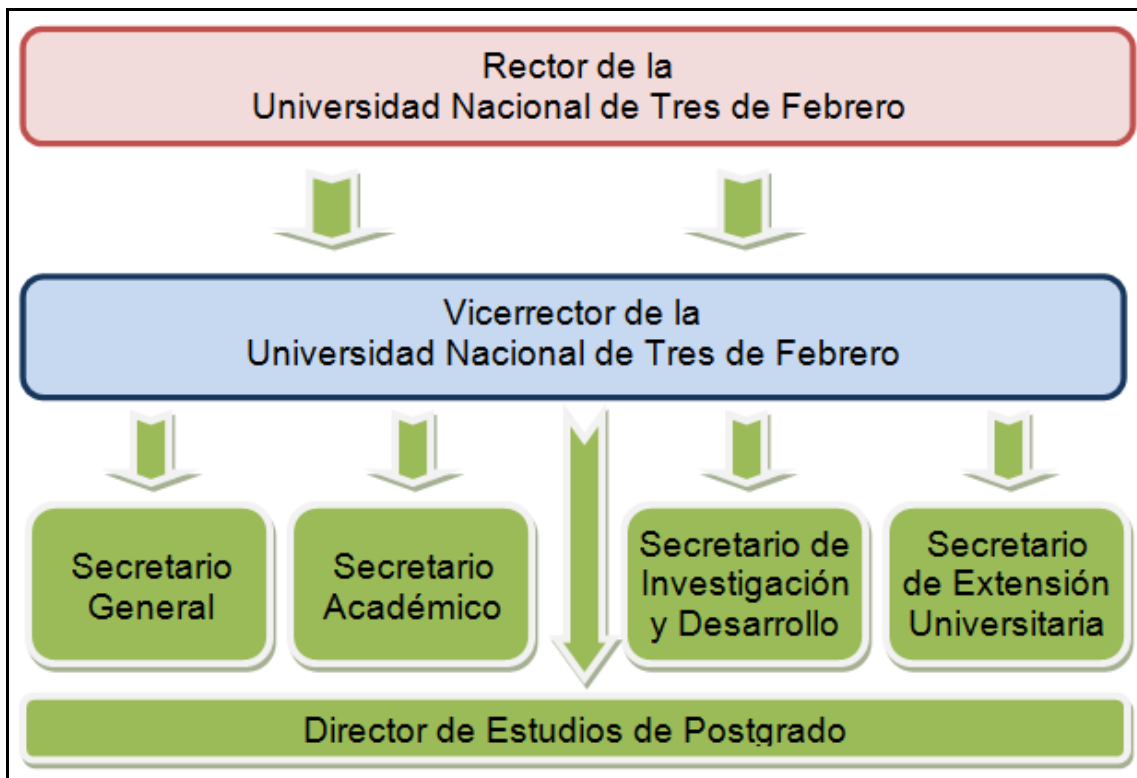 Rector de la
Universidad Nacional de Tres de Febrero
Vicerrector de la
Universidad Nacional de Tres de Febrero
Secretario
General
Secretario
Académico
Secretario de
Investigación
y Desarrollo
Secretario
de Extensión
Universitaria
Director de Estudios de Postgrado